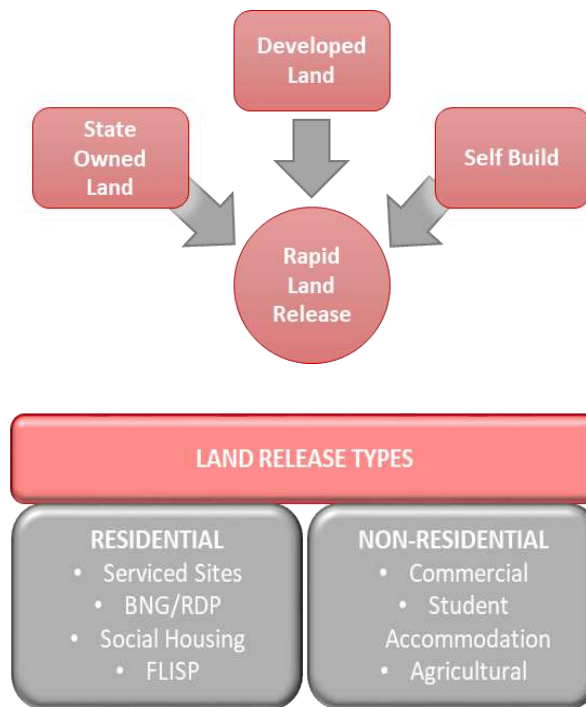 Developed
Land
State
Owned
Land
Self Build
Rapid
Land
Release
LAND RELEASE TYPES
RESIDENTIAL
• Serviced Sites
• BNG/RDP
• Social Housing
• FLISP
NON-RESIDENTIAL
• Commercial
• Student
Accommodation
• Agricultural